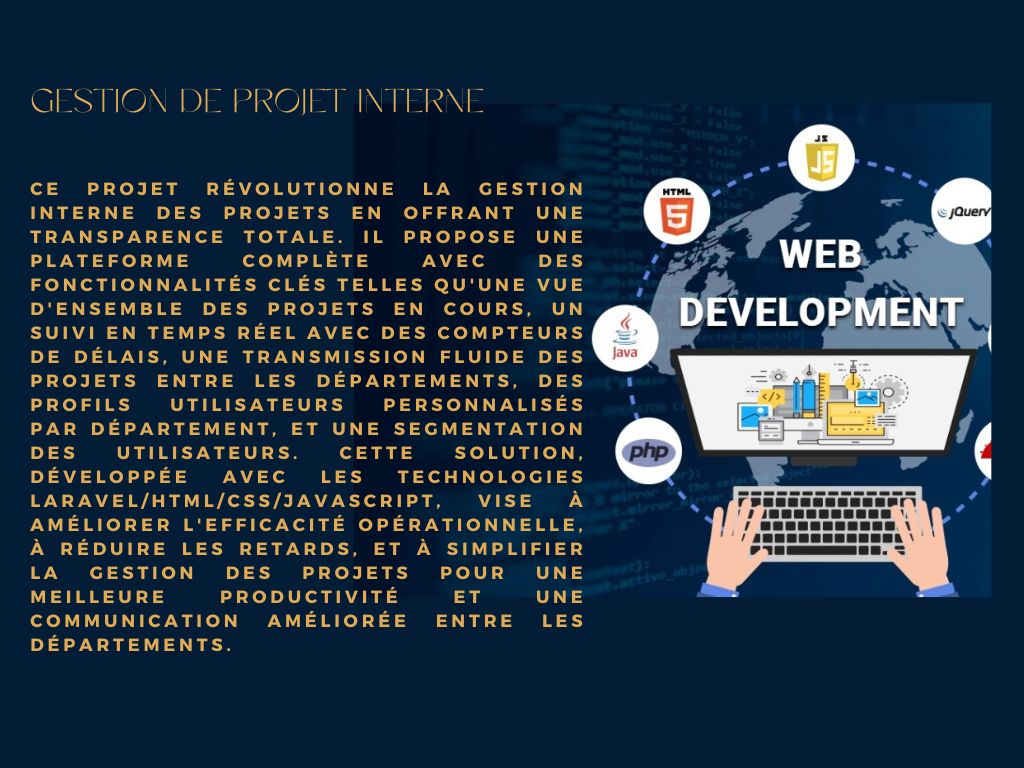 GESTION DE PROJET INTERNE
CE PROJET RÉVOLUTIONNE LA GESTION
INTERNE DES PROJETS EN OFFRANT UNE
TRANSPARENCE TOTALE. IL PROPOSE UNE
PLATEFORME COMPLÈTE AVEC DES
FONCTIONNALITÉS CLÉS TELLES QU'UNE VUE
D'ENSEMBLE DES PROJETS EN COURS, UN
SUIVI EN TEMPS RÉEL AVEC DES COMPTEURS
DE DÉLAIS, UNE TRANSMISSION FLUIDE DES
PROJETS ENTRE LES DÉPARTEMENTS, DES
PROFILS UTILISATEURS PERSONNALISÉS
PAR DÉPARTEMENT, ET UNE SEGMENTATION
DES UTILISATEURS. CETTE SOLUTION,
DÉVELOPPÉE AVEC LES TECHNOLOGIES
LARAVEL/HTML/CSS/JAVASCRIPT, VISE À
AMÉLIORER L'EFFICACITÉ OPÉRATIONNELLE,
À RÉDUIRE LES RETARDS, ET À SIMPLIFIER
LA GESTION DES PROJETS POUR UNE
MEILLEURE PRODUCTIVITÉ ET UNE
COMMUNICATION AMÉLIORÉE ENTRE LES
DÉPARTEMENTS.
JS
JS
HTML
5
jQuery
WEB
DEVELOPMENT
Java
php